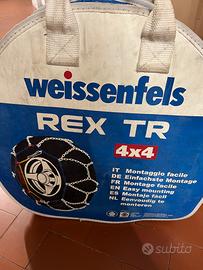 weissenfels
REX TR
4x4
IT Montaggio facile
DE Einfachste Montage
FR Montage facile
EN Easy mounting
ES Montaje facil
NL Eenvoudig te
monteren
subito